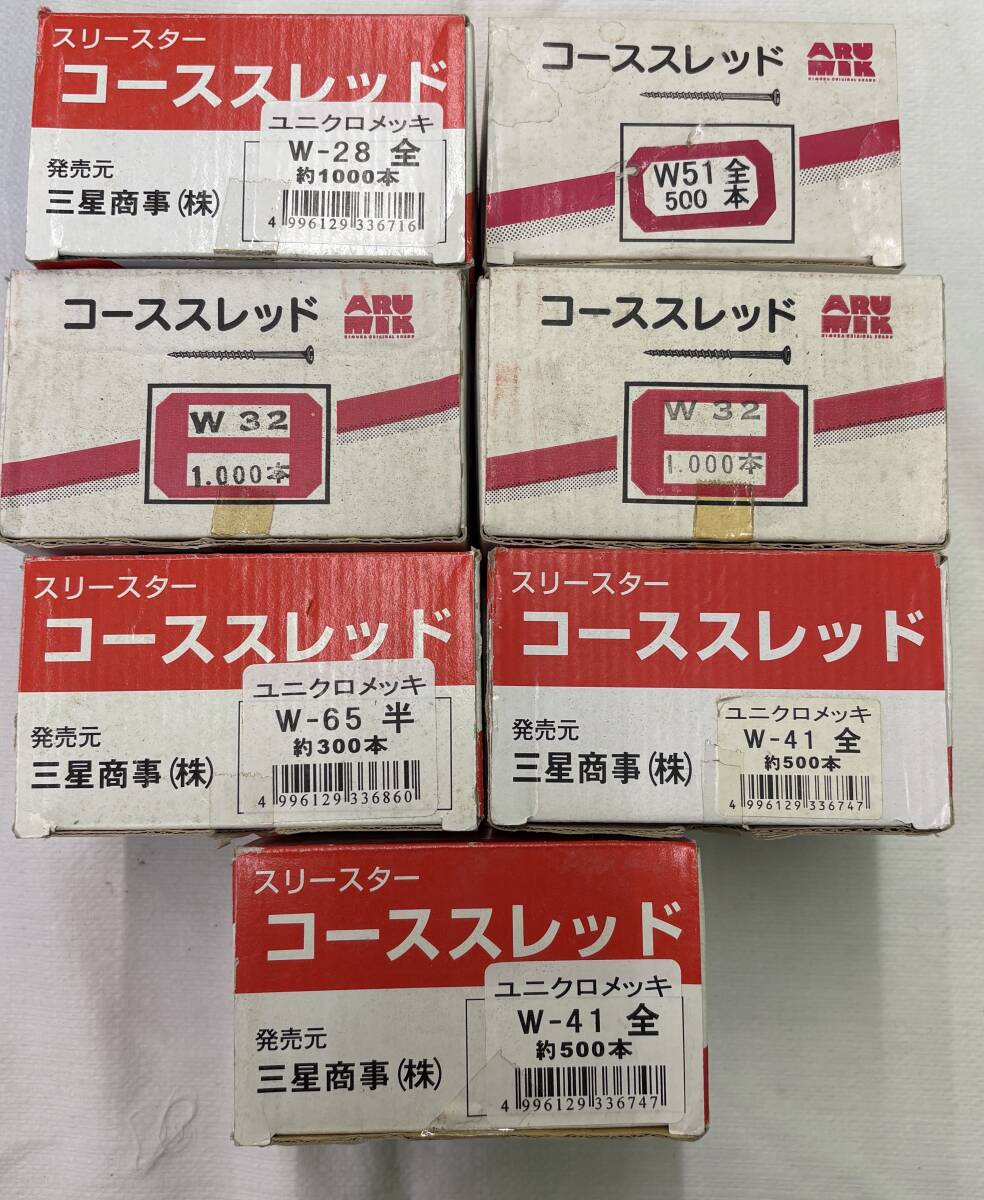 スリースター
コーススレッド
ユニクロメッキ
W-28 全
約1000本
発売元
三星商事(株)
4 996129 336716
コーススレッド
ARU
MIK
KIMURA ORIGINAL BRAND
W51 全
500 本
コーススレッド
ARU
MIK
KIMURA ORIGINAL BRAND
W 32
1.000本
コーススレッド
ARU
MIK
KIMURA ORIGINAL BRAND
W 32
1.000本
スリースター
コーススレッド
ユニクロメッキ
W-65 半
約300本
発売元
三星商事(株)
4 996129 336860
スリースター
コーススレッド
ユニクロメッキ
W-41 全
約500本
発売元
三星商事(株)
4 996129 336747
スリースター
コーススレッド
ユニクロメッキ
W-41 全
約500本
発売元
三星商事(株)
4 996129 336747